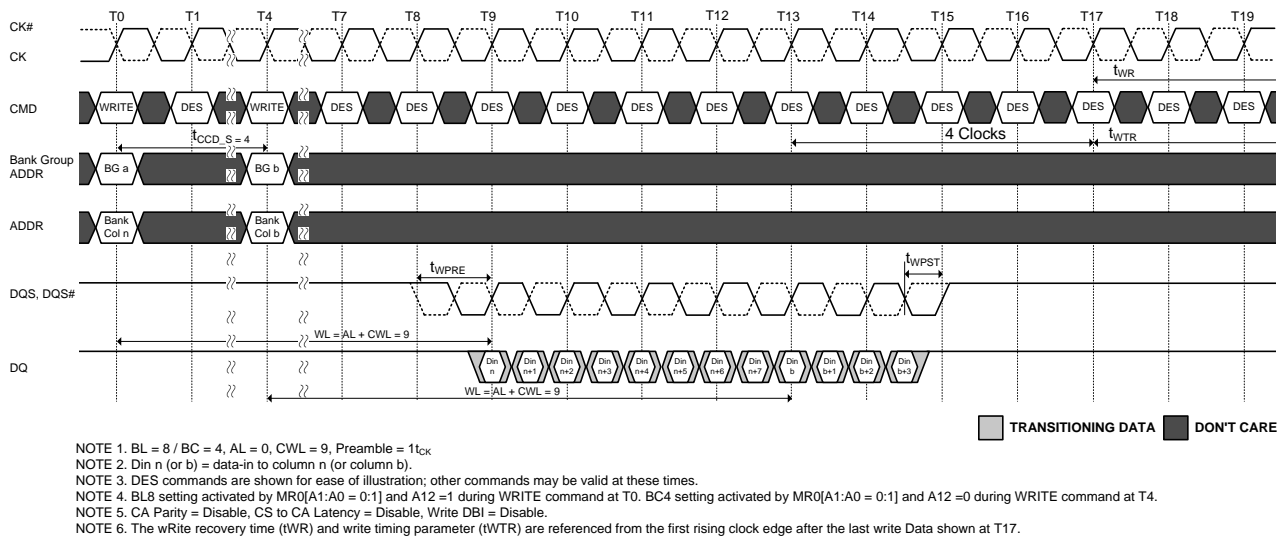 T0 T1 T4 T7 T8 T9 T10 T11 T12 T13 T14 T15 T16 T17 T18 T19
CK#
CK
tWR
CMD WRITE DES WRITE DES DES DES DES DES DES DES DES DES DES DES DES DES
tCCD_S = 4
4 Clocks
tWTR
Bank Group
ADDR
BG a
BG b
ADDR
Bank
Col n
Bank
Col b
tWPRE
tWPST
DQS, DQS#
WL = AL + CWL = 9
DQ
Din
n
Din
n+1
Din
n+2
Din
n+3
Din
n+4
Din
n+5
Din
n+6
Din
n+7
Din
b
Din
b+1
Din
b+2
Din
b+3
WL = AL + CWL = 9
TRANSITIONING DATA DON'T CARE
NOTE 1. BL = 8 / BC = 4, AL = 0, CWL = 9, Preamble = 1tCK
NOTE 2. Din n (or b) = data-in to column n (or column b).
NOTE 3. DES commands are shown for ease of illustration; other commands may be valid at these times.
NOTE 4. BL8 setting activated by MR0[A1:A0 = 0:1] and A12 =1 during WRITE command at T0. BC4 setting activated by MR0[A1:A0 = 0:1] and A12 =0 during WRITE command at T4.
NOTE 5. CA Parity = Disable, CS to CA Latency = Disable, Write DBI = Disable.
NOTE 6. The wRite recovery time (tWR) and write timing parameter (tWTR) are referenced from the first rising clock edge after the last write Data shown at T17.